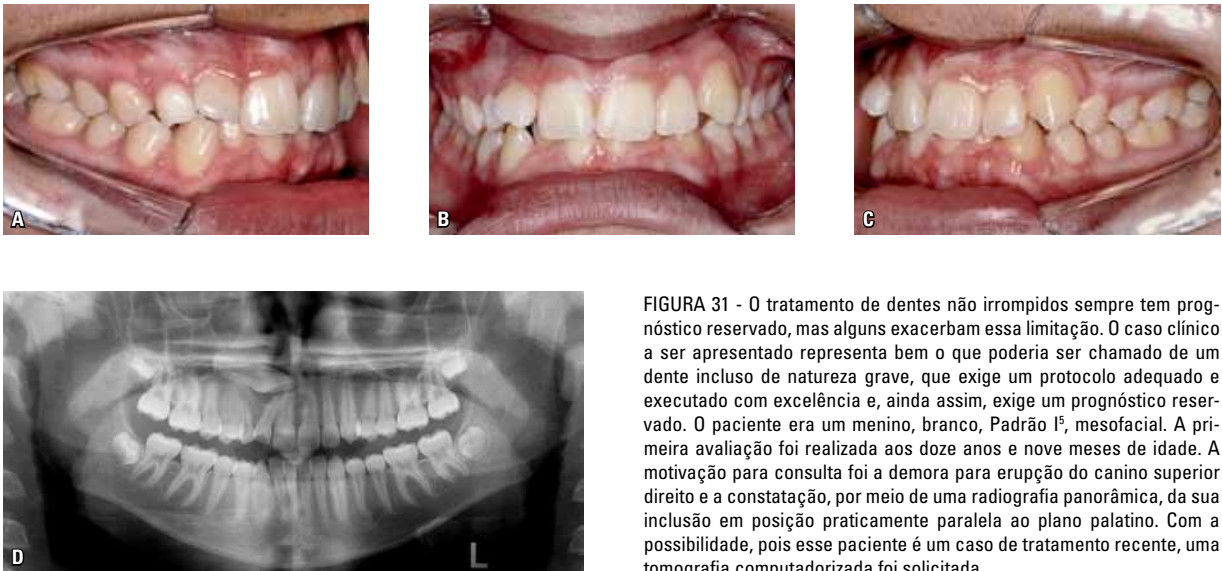 A
B
C
D
L
FIGURA 31 - O tratamento de dentes não irrompidos sempre tem prog-
nóstico reservado, mas alguns exacerbam essa limitação. O caso clínico
a ser apresentado representa bem o que poderia ser chamado de um
dente incluso de natureza grave, que exige um protocolo adequado e
executado com excelência e, ainda assim, exige um prognóstico reser-
vado. O paciente era um menino, branco, Padrão I⁵, mesofacial. A pri-
meira avaliação foi realizada aos doze anos e nove meses de idade. A
motivação para consulta foi a demora para erupção do canino superior
direito e a constatação, por meio de uma radiografia panorâmica, da sua
inclusão em posição praticamente paralela ao plano palatino. Com a
possibilidade, pois esse paciente é um caso de tratamento recente, uma
tomografia computadorizada foi solicitada.